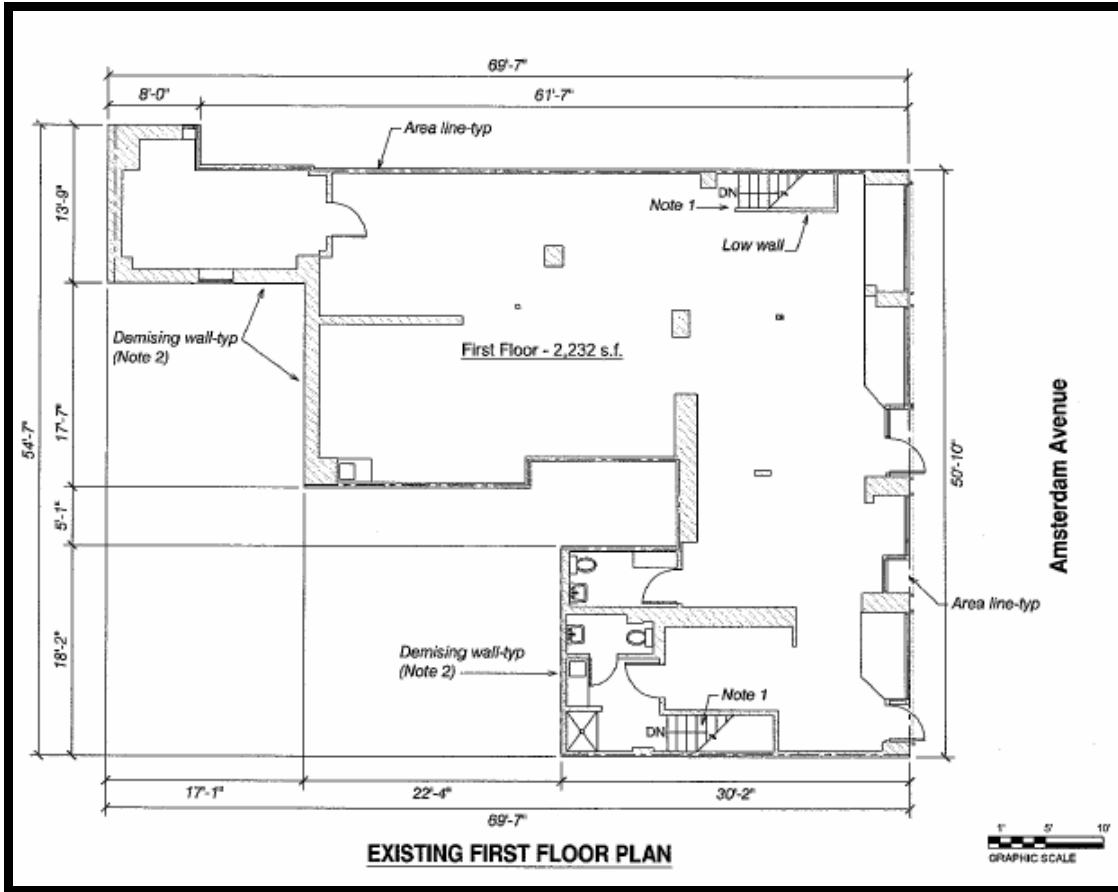 69'-7"
8'-0"
61'-7"
Area line-typ
DN
Note 1
Low wall
13'-9"
Demising wall-typ
(Note 2)
First Floor - 2,232 s.f.
17'-7"
54'-7"
50'-10"
Amsterdam Avenue
5'-1"
Area line-typ
18'-2"
Demising wall-typ
(Note 2)
Note 1
DN
17'-1"
22'-4"
30'-2"
69'-7"
EXISTING FIRST FLOOR PLAN
1' 5' 10'
GRAPHIC SCALE